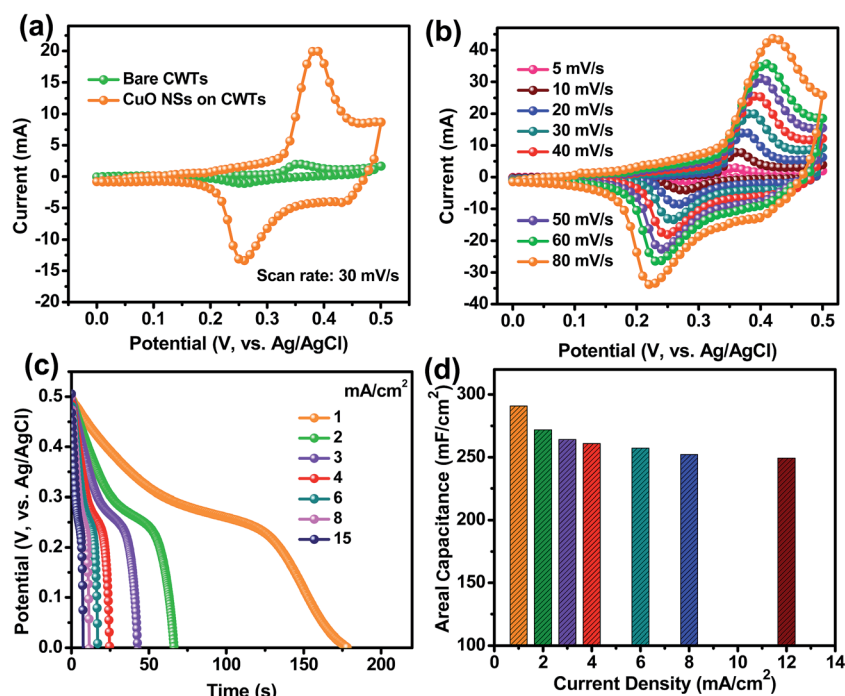 (a)
25
20
15
10
5
0
-5
-10
-15
-20
Current (mA)
Bare CWTs
CuO NSs on CWTs
Scan rate: 30 mV/s
0.0 0.1 0.2 0.3 0.4 0.5
Potential (V, vs. Ag/AgCl)
(b)
50
40
30
20
10
0
-10
-20
-30
-40
Current (mA)
5 mV/s
10 mV/s
20 mV/s
30 mV/s
40 mV/s
50 mV/s
60 mV/s
80 mV/s
0.0 0.1 0.2 0.3 0.4 0.5
Potential (V, vs. Ag/AgCl)
(c)
0.5
0.4
0.3
0.2
0.1
0.0
Potential (V, vs. Ag/AgCl)
mA/cm²
1
2
3
4
6
8
15
0 50 100 150 200
Time (s)
(d)
300
250
200
150
100
Areal Capacitance (mF/cm²)
0 2 4 6 8 10 12 14
Current Density (mA/cm²)